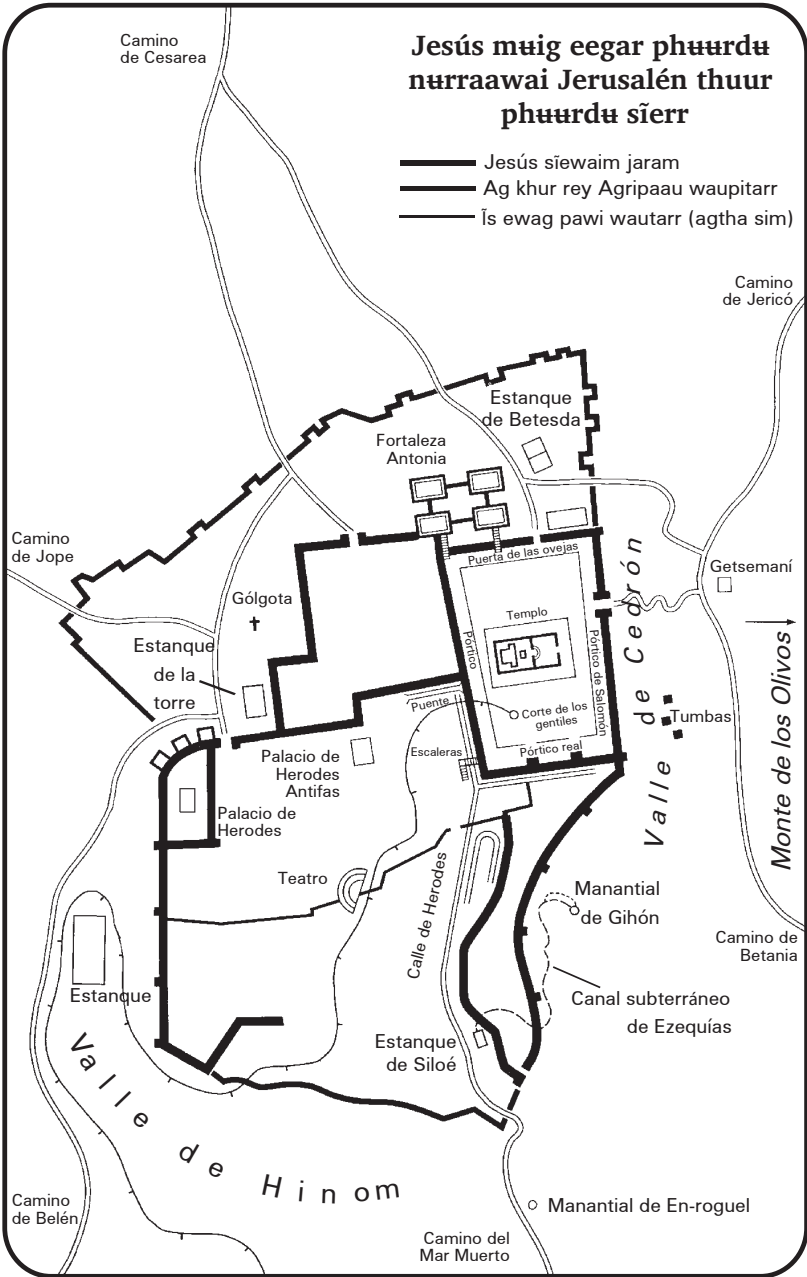 Jesús mʉig eegar phʉʉrdʉ
nʉrraawai Jerusalén thuur
phʉʉrdʉ sĩerr
Jesús sĩewaim jaram
Ag khur rey Agripaau waupitarr
Ĩs ewag pawi wautarr (agtha sim)
Camino
de Cesarea
Camino
de Jericó
Estanque
de Betesda
Fortaleza
Antonia
Camino
de Jope
Puerta de las ovejas
Getsemaní
Gólgota
Templo
Estanque
de la
torre
Pórtico
Pórtico de Salomón
Valle de Cedrón
Monte de los Olivos
Puente
Corte de los
gentiles
Tumbas
Escaleras
Pórtico real
Palacio de
Herodes
Antifas
Palacio de
Herodes
Teatro
Calle de Herodes
Manantial
de Gihón
Camino de
Betania
Estanque
Canal subterráneo
de Ezequías
Estanque
de Siloé
Valle de Hinom
Camino
de Belén
Manantial de En-roguel
Camino del
Mar Muerto